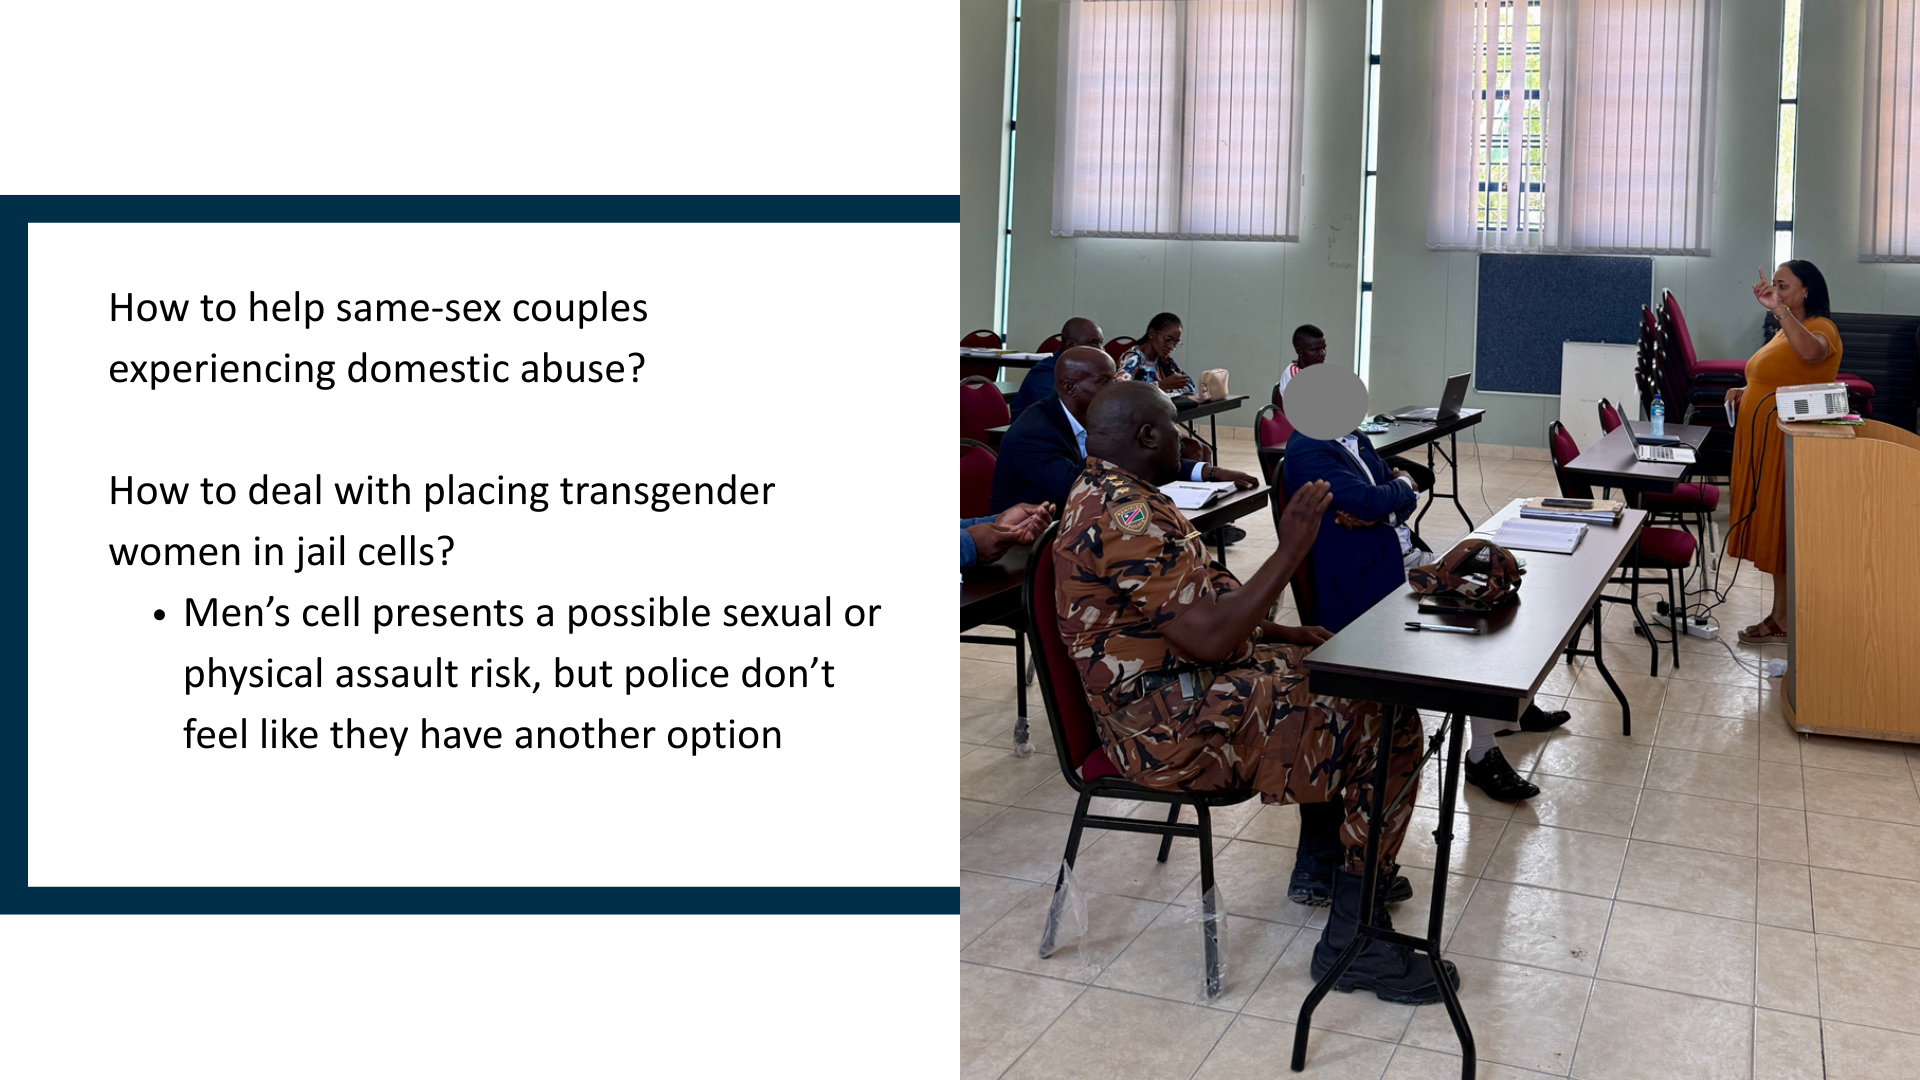 How to help same-sex couples
experiencing domestic abuse?
How to deal with placing transgender
women in jail cells?
• Men’s cell presents a possible sexual or
physical assault risk, but police don’t
feel like they have another option